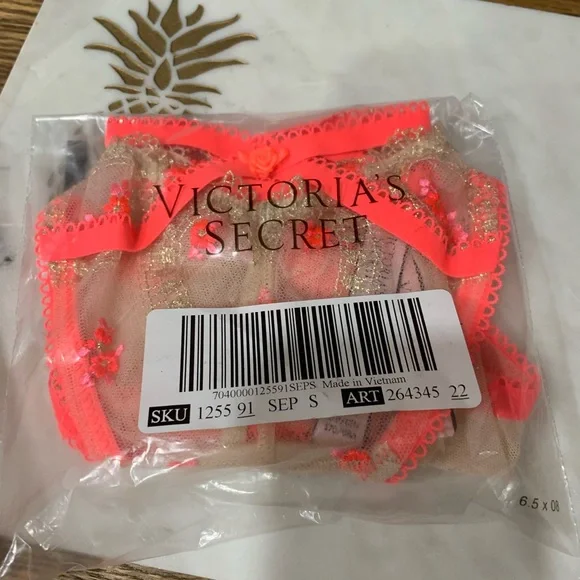 VICTORIA'S
SECRET
7040000125591SEPS Made in Vietnam
SKU 1255 91 SEP S ART 264345 22
6.5 x 08